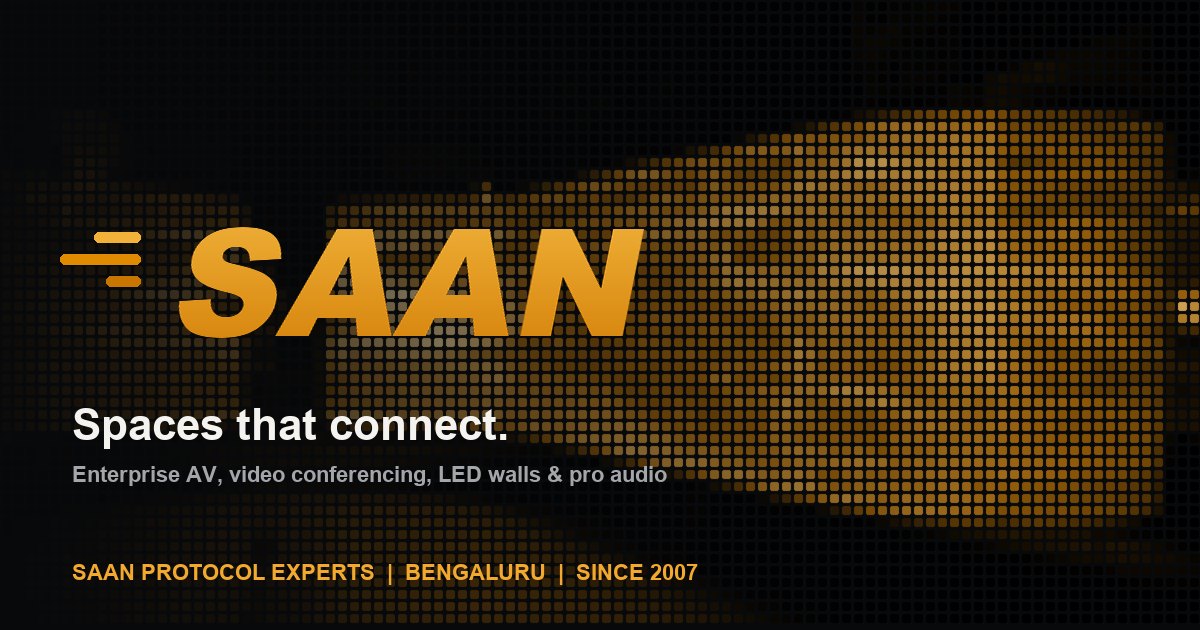 SAAN
Spaces that connect.
Enterprise AV, video conferencing, LED walls & pro audio
SAAN PROTOCOL EXPERTS | BENGALURU | SINCE 2007